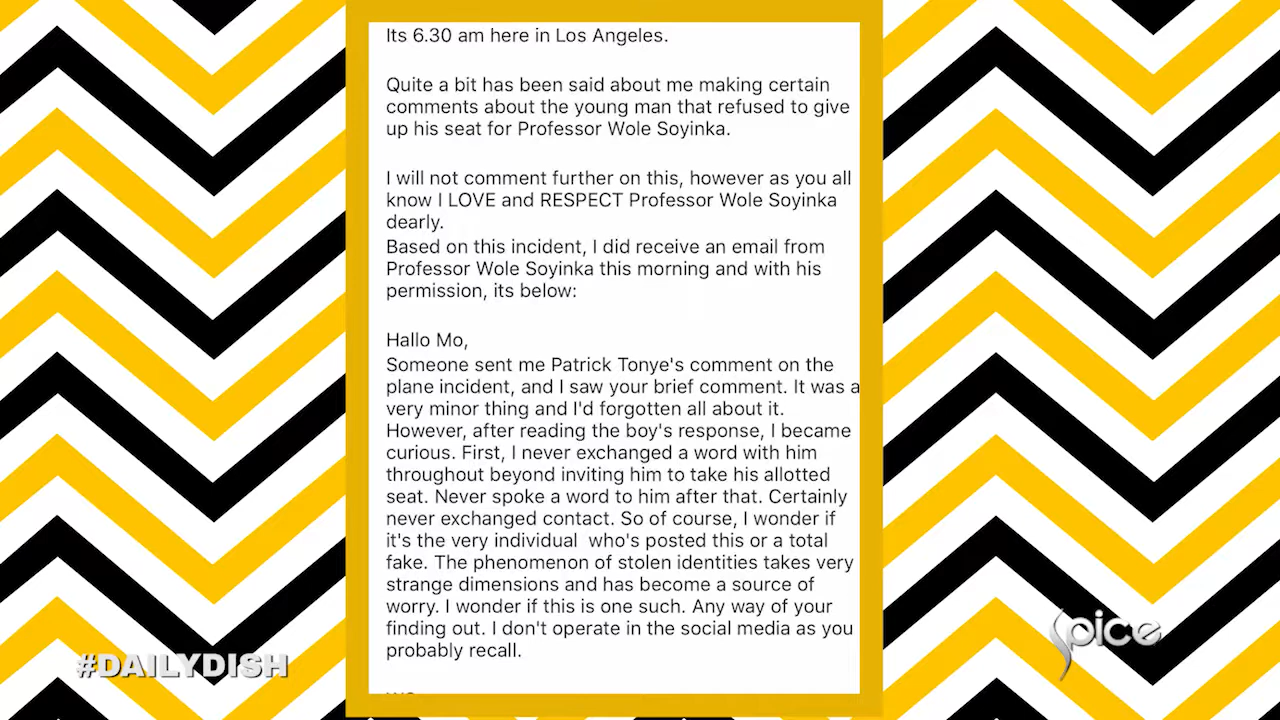 Its 6.30 am here in Los Angeles.
Quite a bit has been said about me making certain
comments about the young man that refused to give
up his seat for Professor Wole Soyinka.
I will not comment further on this, however as you all
know I LOVE and RESPECT Professor Wole Soyinka
dearly.
Based on this incident, I did receive an email from
Professor Wole Soyinka this morning and with his
permission, its below:
Hallo Mo,
Someone sent me Patrick Tonye's comment on the
plane incident, and I saw your brief comment. It was a
very minor thing and I'd forgotten all about it.
However, after reading the boy's response, I became
curious. First, I never exchanged a word with him
throughout beyond inviting him to take his allotted
seat. Never spoke a word to him after that. Certainly
never exchanged contact. So of course, I wonder if
it's the very individual who's posted this or a total
fake. The phenomenon of stolen identities takes very
strange dimensions and has become a source of
worry. I wonder if this is one such. Any way of your
finding out. I don't operate in the social media as you
probably recall.
#DAILYDISH
Spice